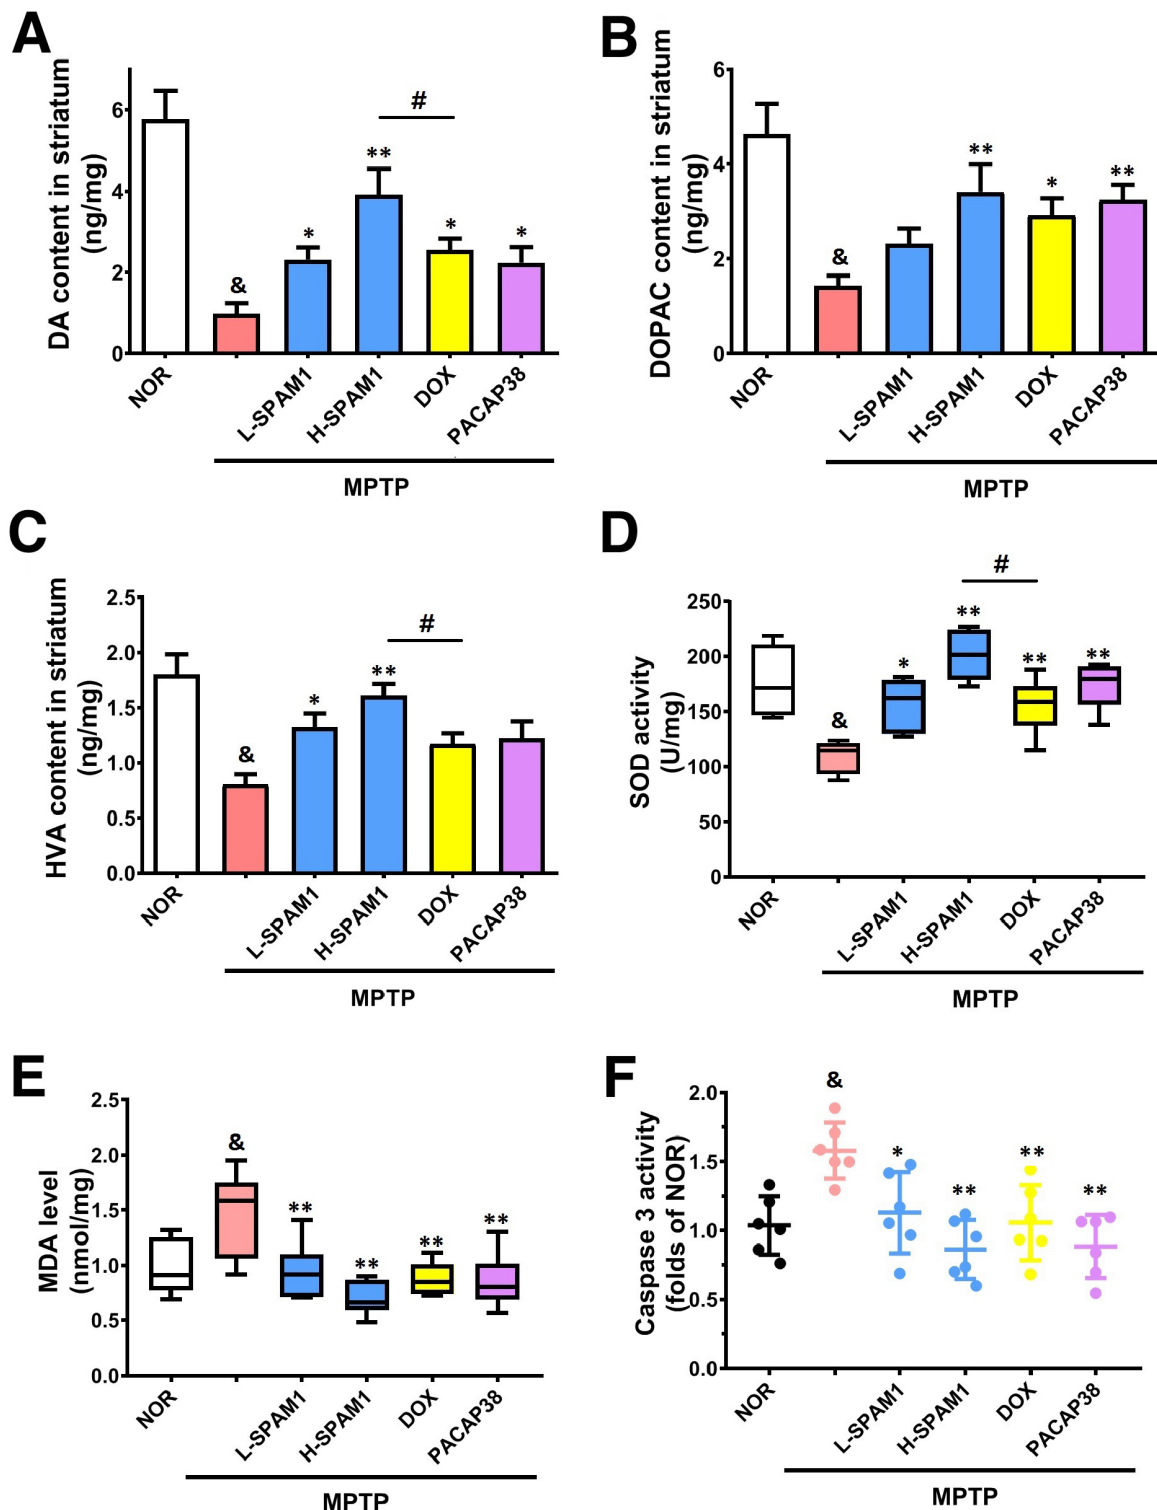 A
DA content in striatum
(ng/mg)
6
4
2
0
#
&
*
**
*
*
NOR
L-SPAM1
H-SPAM1
DOX
PACAP38
MPTP
B
DOPAC content in striatum
(ng/mg)
6
4
2
0
&
**
*
**
NOR
L-SPAM1
H-SPAM1
DOX
PACAP38
MPTP
C
HVA content in striatum
(ng/mg)
2.5
2.0
1.5
1.0
0.5
0.0
#
&
*
**
NOR
L-SPAM1
H-SPAM1
DOX
PACAP38
MPTP
D
SOD activity
(U/mg)
250
200
150
100
50
0
#
&
*
**
**
**
NOR
L-SPAM1
H-SPAM1
DOX
PACAP38
MPTP
E
MDA level
(nmol/mg)
2.5
2.0
1.5
1.0
0.5
0.0
&
**
**
**
**
NOR
L-SPAM1
H-SPAM1
DOX
PACAP38
MPTP
F
Caspase 3 activity
(folds of NOR)
2.0
1.5
1.0
0.5
0.0
&
*
**
**
**
NOR
L-SPAM1
H-SPAM1
DOX
PACAP38
MPTP